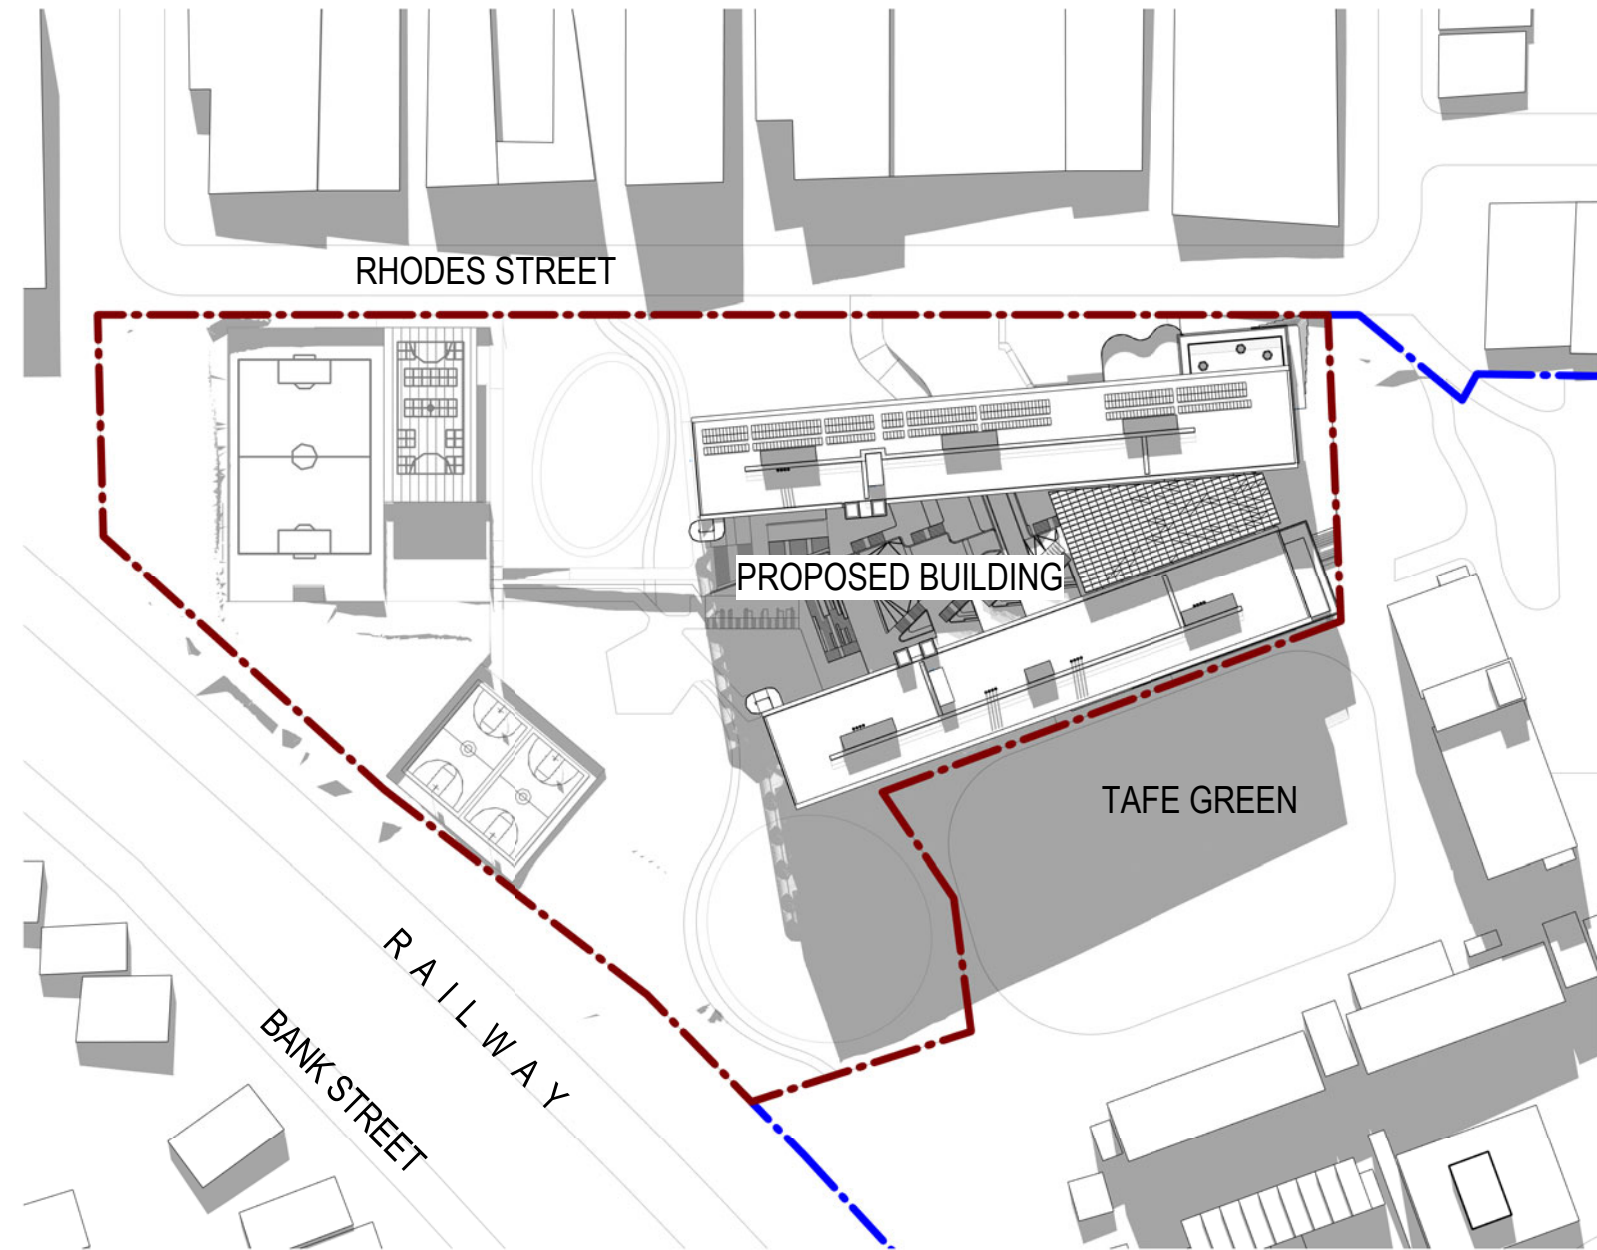 RHODES STREET
PROPOSED BUILDING
TAFE GREEN
RAILWAY
BANK STREET